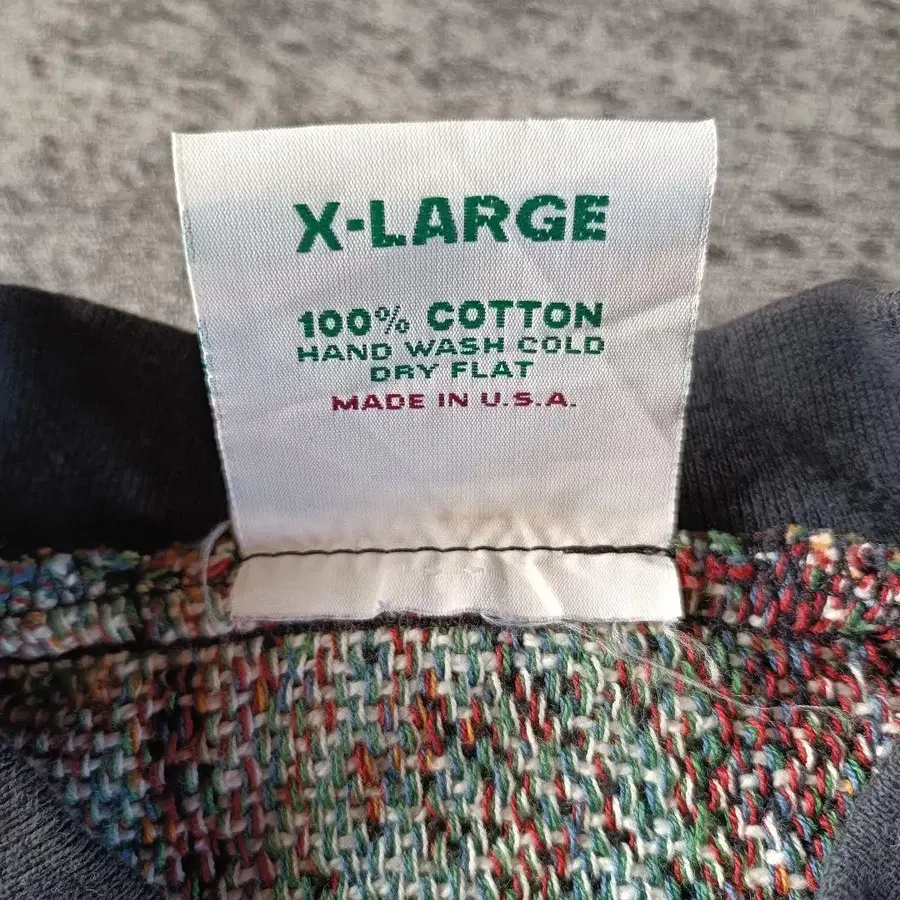 X-LARGE
100% COTTON
HAND WASH COLD
DRY FLAT
MADE IN U.S.A.